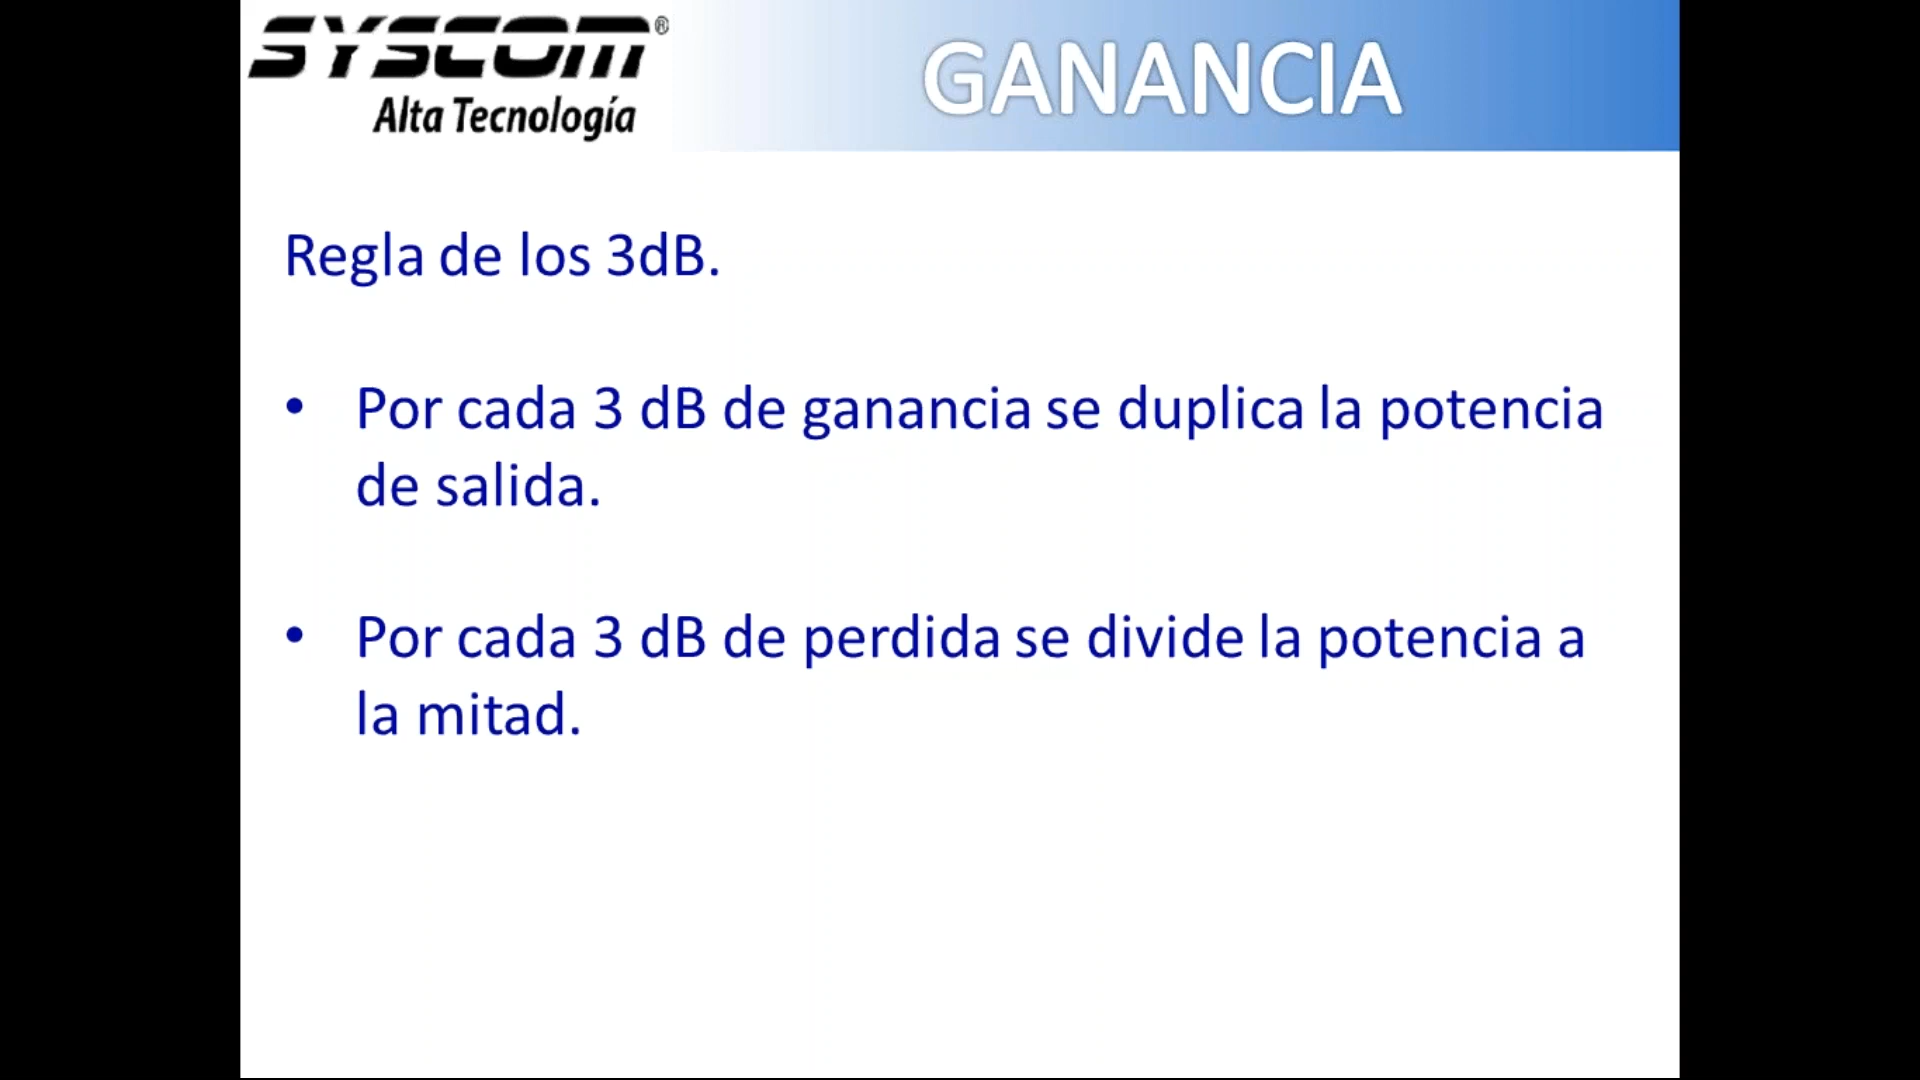 SYSCOM®
Alta Tecnología
GANANCIA
Regla de los 3dB.
• Por cada 3 dB de ganancia se duplica la potencia
de salida.
• Por cada 3 dB de perdida se divide la potencia a
la mitad.